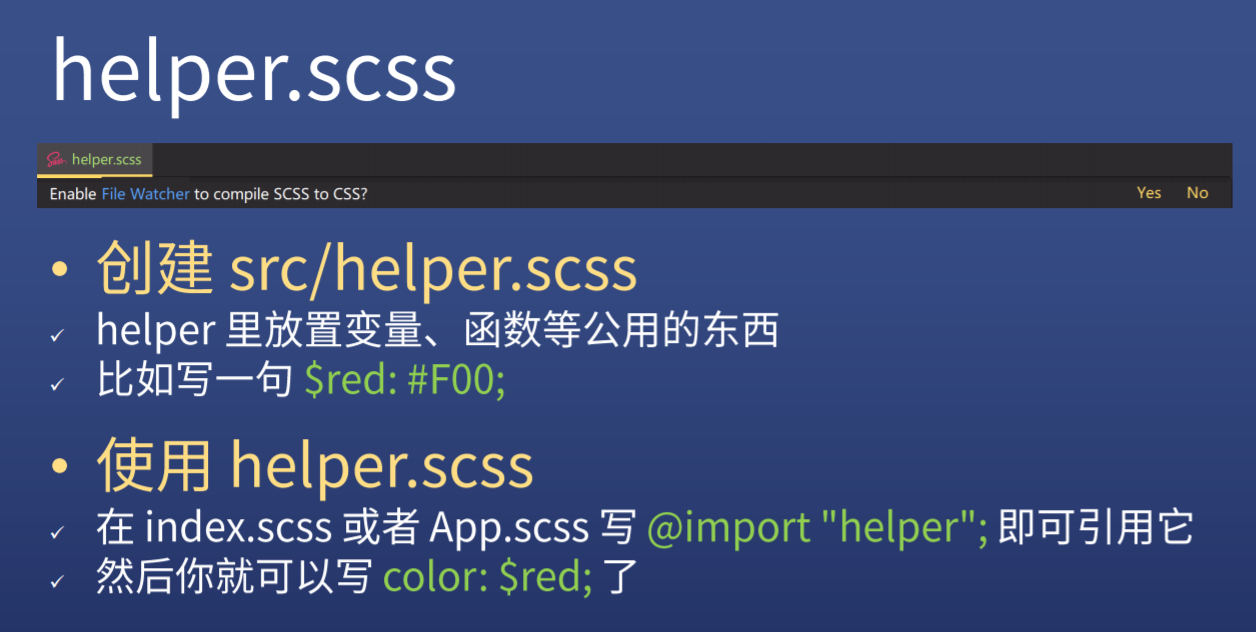 helper.scss
helper.scss
Enable File Watcher to compile SCSS to CSS? Yes No
• 创建 src/helper.scss
✓ helper 里放置变量、函数等公用的东西
✓ 比如写一句 $red: #F00;
• 使用 helper.scss
✓ 在 index.scss 或者 App.scss 写 @import "helper"; 即可引用它
✓ 然后你就可以写 color: $red; 了